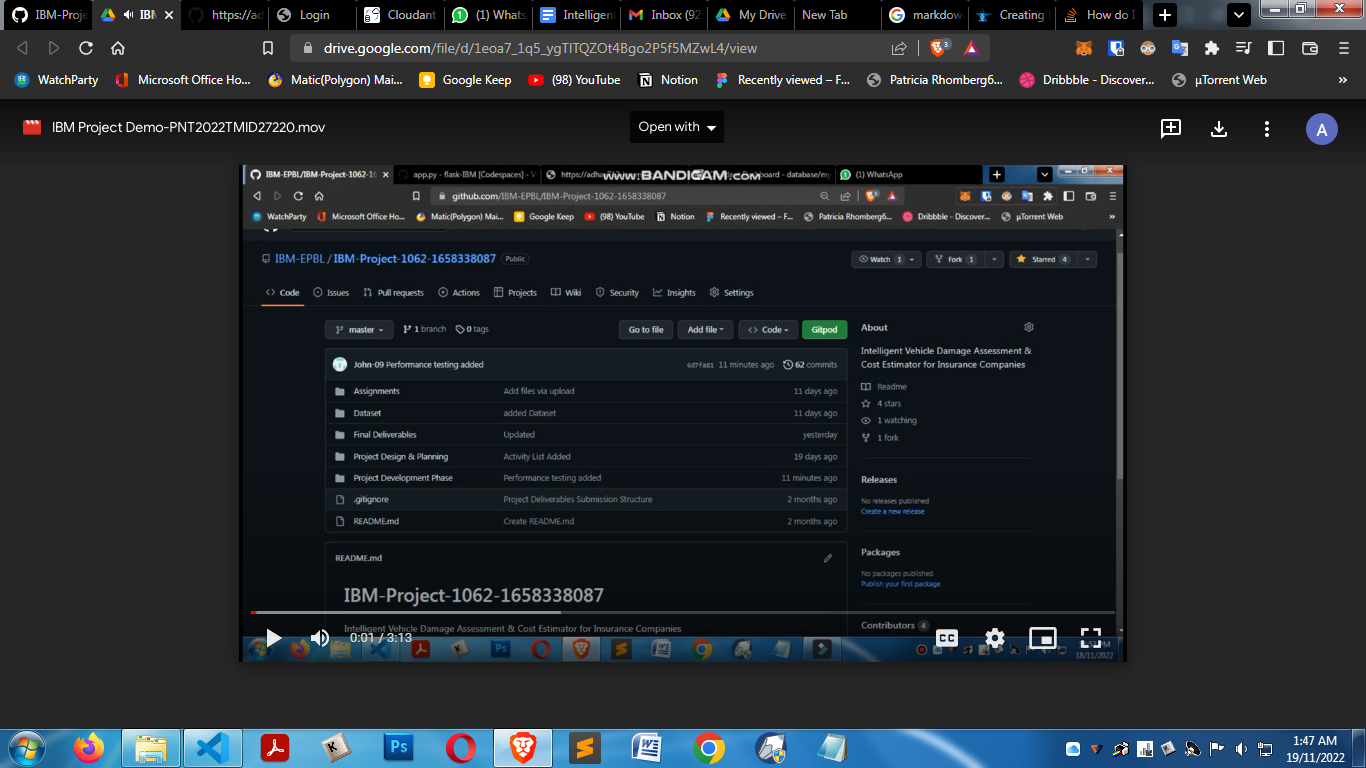 IBM-Proj
IBM
https://ad
Login
Cloudant
(1) Whats
Intelligen
Inbox (92
My Drive
New Tab
markdow
Creating
How do I
drive.google.com/file/d/1eoa7_1q5_ygTITQZOt4Bgo2P5f5MZwL4/view
3
WatchParty
Microsoft Office Ho...
Matic(Polygon) Mai...
Google Keep
(98) YouTube
Notion
Recently viewed – F...
Patricia Rhomberg6...
Dribbble - Discover...
µTorrent Web
»
IBM Project Demo-PNT2022TMID27220.mov
Open with
A
IBM-EPBL/IBM-Project-1062-16
app.py - flask-IBM [Codespaces] - V
https://adha
www.BANDICAM.com
board - database/my
(1) WhatsApp
github.com/IBM-EPBL/IBM-Project-1062-1658338087
WatchParty
Microsoft Office Ho...
Matic(Polygon) Mai...
Google Keep
(98) YouTube
Notion
Recently viewed – F...
Patricia Rhomberg6...
Dribbble - Discover...
µTorrent Web
»
IBM-EPBL / IBM-Project-1062-1658338087 Public
Watch 1
Fork 1
Starred 4
Code
Issues
Pull requests
Actions
Projects
Wiki
Security
Insights
Settings
master
1 branch
0 tags
Go to file
Add file
Code
Gitpod
John-09 Performance testing added
6d7fa81 11 minutes ago
62 commits
Assignments Add files via upload 11 days ago
Dataset added Dataset 11 days ago
Final Deliverables Updated yesterday
Project Design & Planning Activity List Added 19 days ago
Project Development Phase Performance testing added 11 minutes ago
.gitignore Project Deliverables Submission Structure 2 months ago
README.md Create README.md 2 months ago
README.md
IBM-Project-1062-1658338087
Intelligent Vehicle Damage Assessment & Cost Estimator for Insurance Companies
About
Intelligent Vehicle Damage Assessment &
Cost Estimator for Insurance Companies
Readme
4 stars
1 watching
1 fork
Releases
No releases published
Create a new release
Packages
No packages published
Publish your first package
Contributors 4
0:01 / 3:13
CC
18/11/2022
K
Ps
W
1:47 AM
19/11/2022